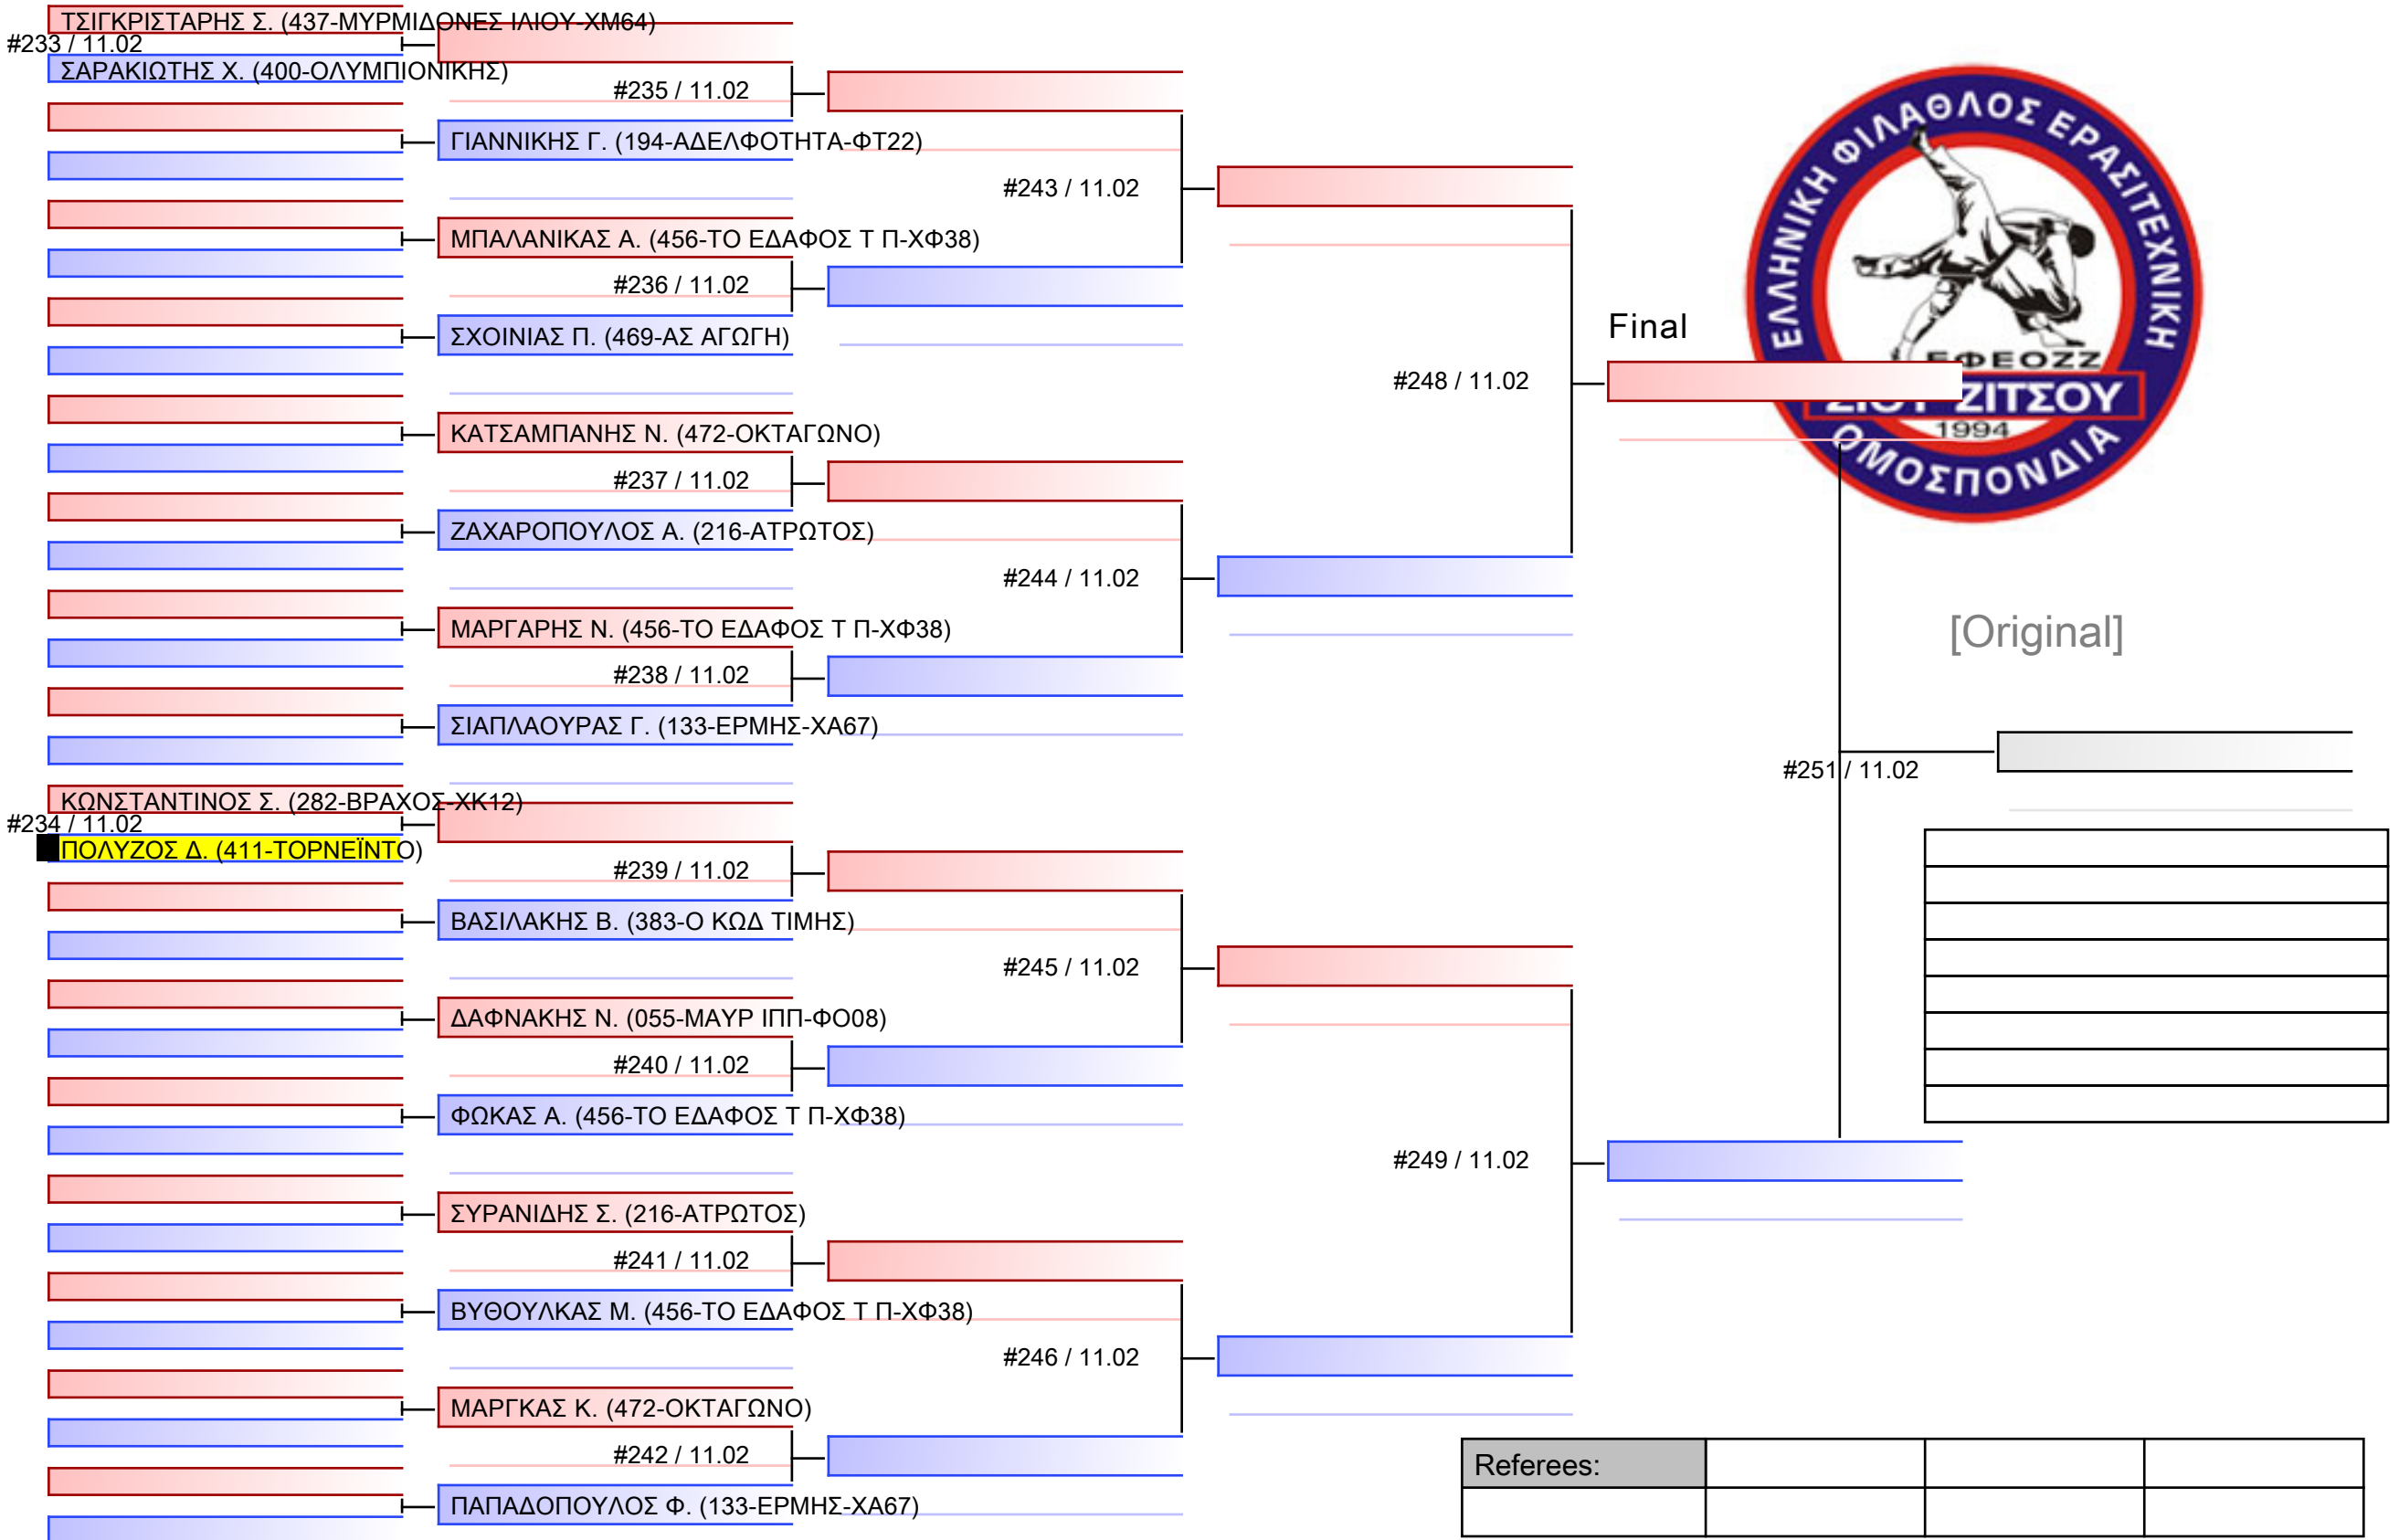 ΤΣΙΓΚΡΙΣΤΑΡΗΣ Σ. (437-ΜΥΡΜΙΔΟΝΕΣ ΙΛΙΟΥ-ΧΜ64)
#233 / 11.02
ΣΑΡΑΚΙΩΤΗΣ Χ. (400-ΟΛΥΜΠΙΟΝΙΚΗΣ)
#235 / 11.02
ΓΙΑΝΝΙΚΗΣ Γ. (194-ΑΔΕΛΦΟΤΗΤΑ-ΦΤ22)
#243 / 11.02
ΜΠΑΛΑΝΙΚΑΣ Α. (456-ΤΟ ΕΔΑΦΟΣ Τ Π-ΧΦ38)
#236 / 11.02
ΣΧΟΙΝΙΑΣ Π. (469-ΑΣ ΑΓΩΓΗ)
#248 / 11.02
ΚΑΤΣΑΜΠΑΝΗΣ Ν. (472-ΟΚΤΑΓΩΝΟ)
#237 / 11.02
ΖΑΧΑΡΟΠΟΥΛΟΣ Α. (216-ΑΤΡΩΤΟΣ)
#244 / 11.02
ΜΑΡΓΑΡΗΣ Ν. (456-ΤΟ ΕΔΑΦΟΣ Τ Π-ΧΦ38)
#238 / 11.02
ΣΙΑΠΛΑΟΥΡΑΣ Γ. (133-ΕΡΜΗΣ-ΧΑ67)
Final
ΕΛΛΗΝΙΚΗ ΦΙΛΑΘΛΟΣ ΕΡΑΣΙΤΕΧΝΙΚΗ
ΕΦΕΟΖΖ
ΖΙΟΥ ΖΙΤΣΟΥ
1994
ΟΜΟΣΠΟΝΔΙΑ
[Original]
#251 / 11.02
ΚΩΝΣΤΑΝΤΙΝΟΣ Σ. (282-ΒΡΑΧΟΣ-ΧΚ12)
#234 / 11.02
ΠΟΛΥΖΟΣ Δ. (411-ΤΟΡΝΕΪΝΤΟ)
#239 / 11.02
ΒΑΣΙΛΑΚΗΣ Β. (383-Ο ΚΩΔ ΤΙΜΗΣ)
#245 / 11.02
ΔΑΦΝΑΚΗΣ Ν. (055-ΜΑΥΡ ΙΠΠ-ΦΟ08)
#240 / 11.02
ΦΩΚΑΣ Α. (456-ΤΟ ΕΔΑΦΟΣ Τ Π-ΧΦ38)
#249 / 11.02
ΣΥΡΑΝΙΔΗΣ Σ. (216-ΑΤΡΩΤΟΣ)
#241 / 11.02
ΒΥΘΟΥΛΚΑΣ Μ. (456-ΤΟ ΕΔΑΦΟΣ Τ Π-ΧΦ38)
#246 / 11.02
ΜΑΡΓΚΑΣ Κ. (472-ΟΚΤΑΓΩΝΟ)
#242 / 11.02
ΠΑΠΑΔΟΠΟΥΛΟΣ Φ. (133-ΕΡΜΗΣ-ΧΑ67)
Referees: